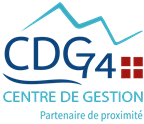 CDG74
CENTRE DE GESTION
Partenaire de proximité